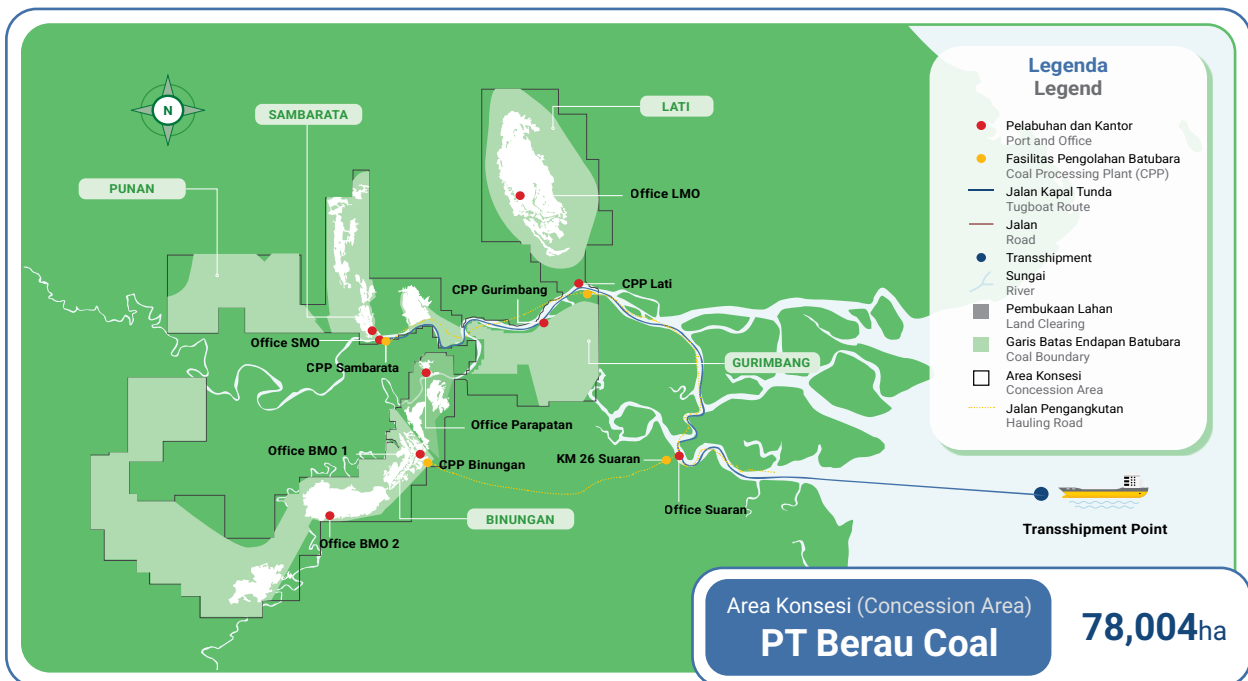 N
SAMBARATA
LATI
PUNAN
Office LMO
CPP Gurimbang
CPP Lati
Office SMO
CPP Sambarata
GURIMBANG
Office Parapatan
Office BMO 1
CPP Binungan
KM 26 Suaran
Office Suaran
BINUNGAN
Office BMO 2
Transshipment Point
Legenda
Legend
Pelabuhan dan Kantor
Port and Office
Fasilitas Pengolahan Batubara
Coal Processing Plant (CPP)
Jalan Kapal Tunda
Tugboat Route
Jalan
Road
Transshipment
Sungai
River
Pembukaan Lahan
Land Clearing
Garis Batas Endapan Batubara
Coal Boundary
Area Konsesi
Concession Area
Jalan Pengangkutan
Hauling Road
Area Konsesi (Concession Area)
PT Berau Coal
78,004ha